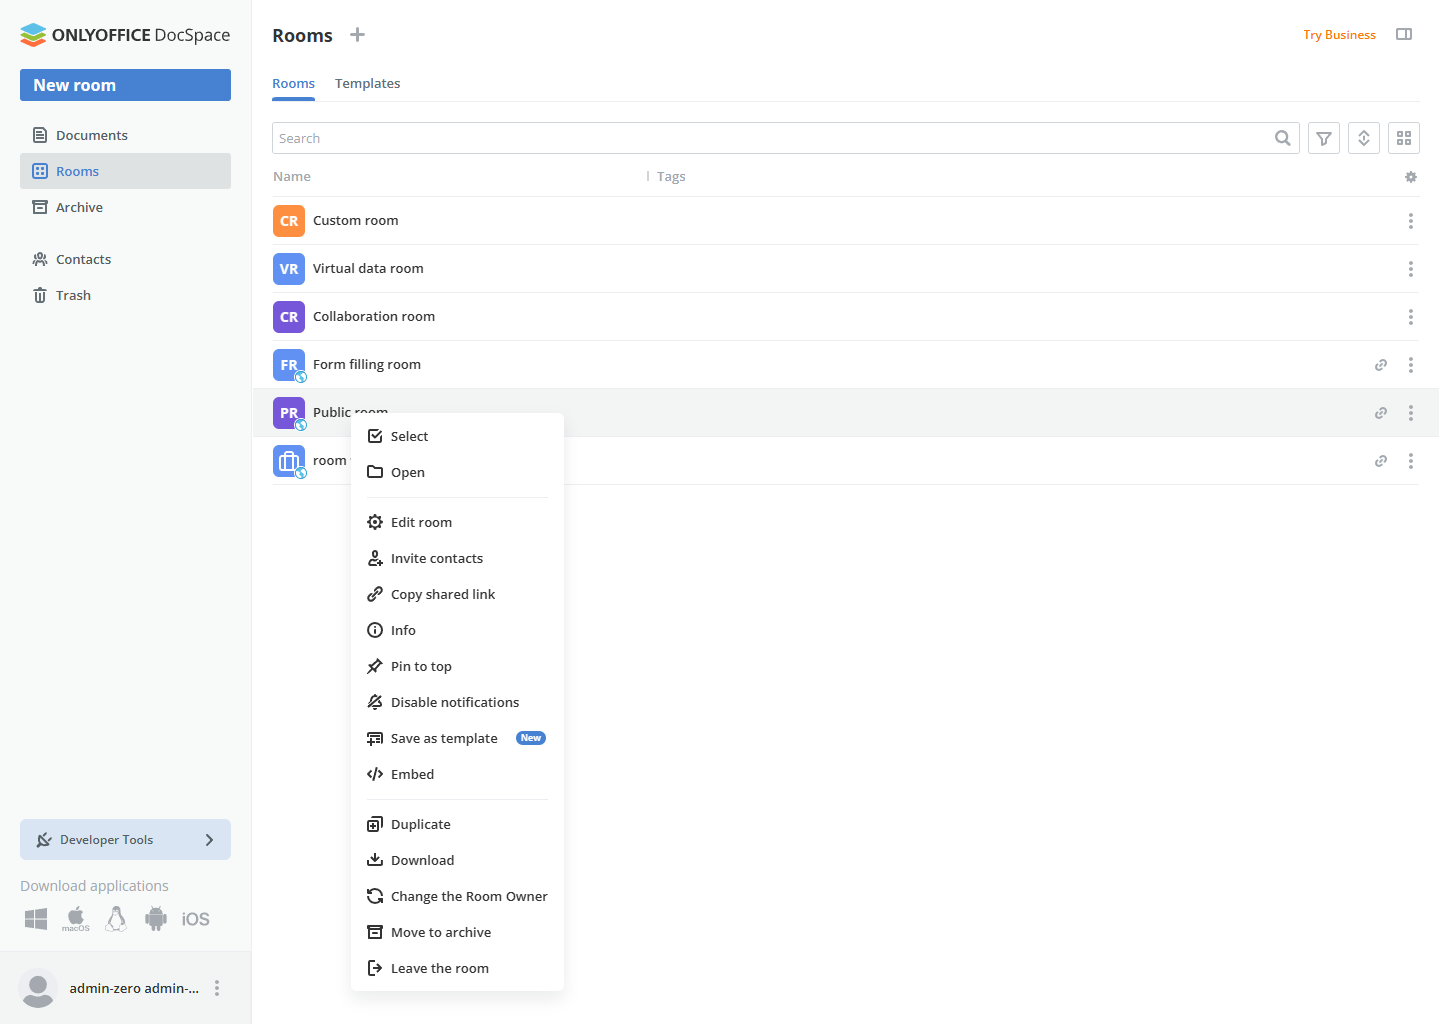 ONLYOFFICE DocSpace
New room
Documents
Rooms
Archive
Contacts
Trash
Developer Tools
Download applications
macOS
iOS
admin-zero admin-...
Rooms
Try Business
Rooms
Templates
Search
Name
Tags
CR Custom room
VR Virtual data room
CR Collaboration room
FR Form filling room
PR Public room
room
Select
Open
Edit room
Invite contacts
Copy shared link
Info
Pin to top
Disable notifications
Save as template New
Embed
Duplicate
Download
Change the Room Owner
Move to archive
Leave the room